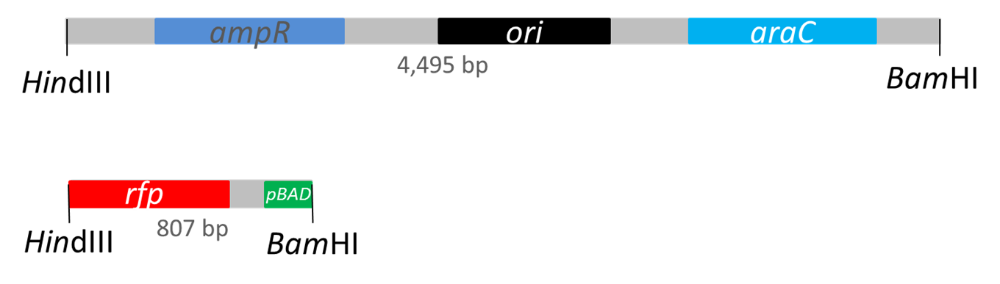 ampR ori araC
4,495 bp
HindIII BamHI
rfp pBAD
807 bp
HindIII BamHI